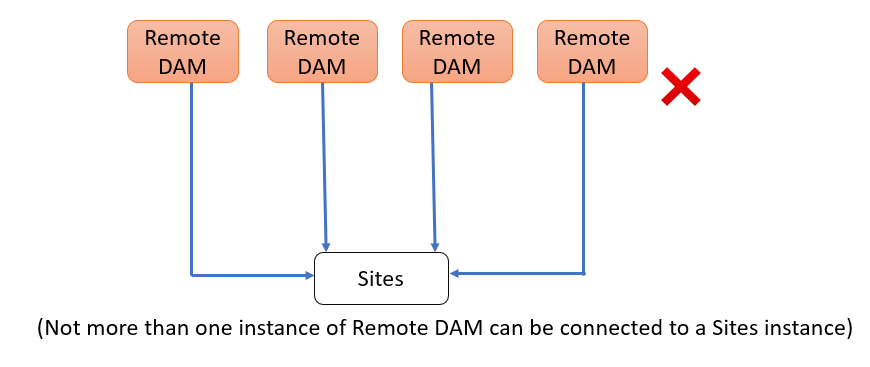 Remote
DAM
Remote
DAM
Remote
DAM
Remote
DAM
Sites
(Not more than one instance of Remote DAM can be connected to a Sites instance)